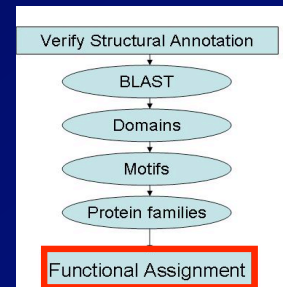 Verify Structural Annotation
BLAST
Domains
Motifs
Protein families
Functional Assignment